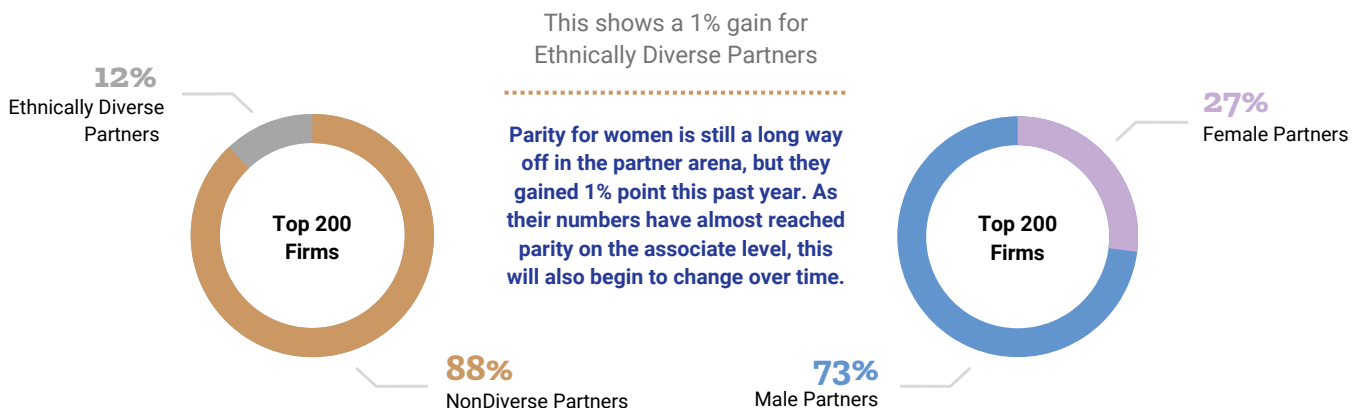 This shows a 1% gain for
Ethnically Diverse Partners
12%
Ethnically Diverse
Partners
Top 200
Firms
88%
NonDiverse Partners
Parity for women is still a long way
off in the partner arena, but they
gained 1% point this past year. As
their numbers have almost reached
parity on the associate level, this
will also begin to change over time.
27%
Female Partners
Top 200
Firms
73%
Male Partners